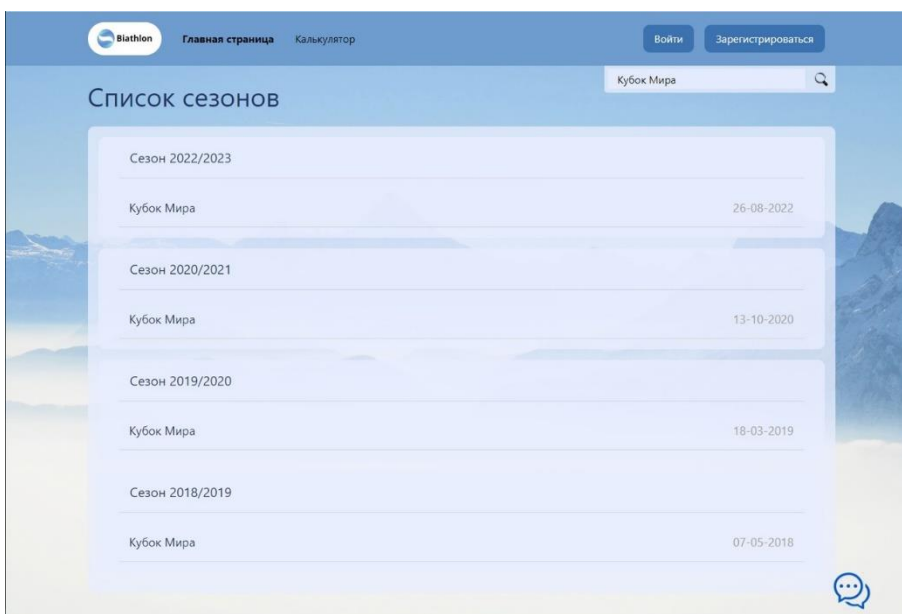 Biathlon Главная страница Калькулятор Войти Зарегистрироваться
Кубок Мира
Список сезонов
Сезон 2022/2023
Кубок Мира 26-08-2022
Сезон 2020/2021
Кубок Мира 13-10-2020
Сезон 2019/2020
Кубок Мира 18-03-2019
Сезон 2018/2019
Кубок Мира 07-05-2018